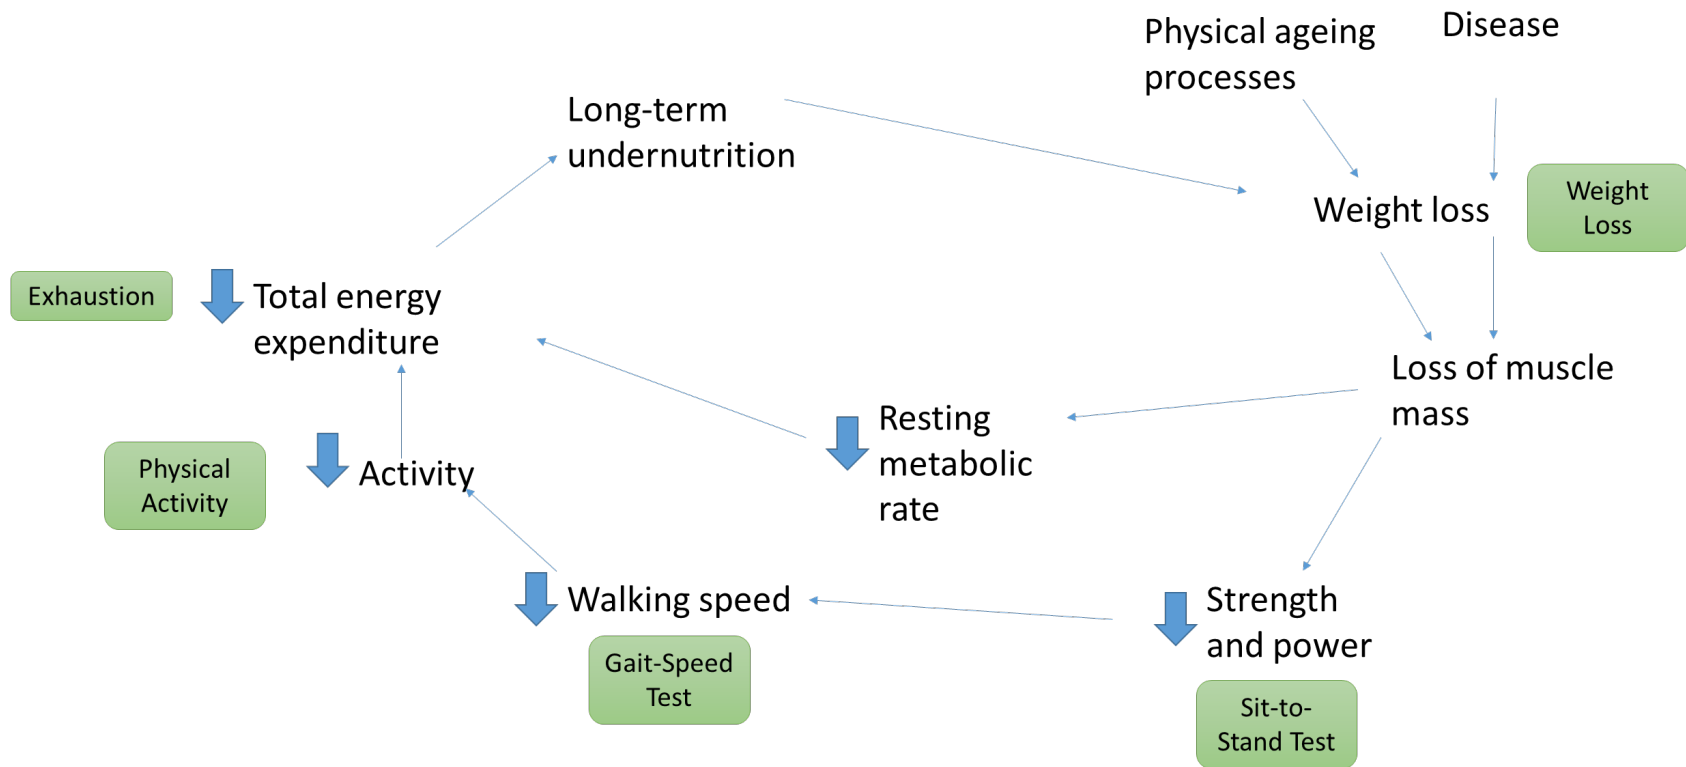 Physical ageing
processes
Disease
Long-term
undernutrition
Weight loss
Weight
Loss
Exhaustion
Total energy
expenditure
Loss of muscle
mass
Resting
metabolic
rate
Physical
Activity
Activity
Walking speed
Gait-Speed
Test
Strength
and power
Sit-to-
Stand Test